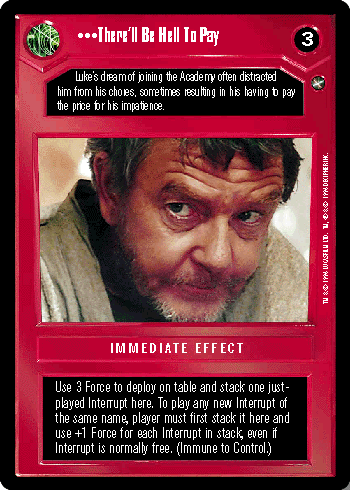 •••There'll Be Hell To Pay
3
Luke's dream of joining the Academy often distracted
him from his chores, sometimes resulting in his having to pay
the price for his impatience.
IMMEDIATE EFFECT
Use 3 Force to deploy on table and stack one just-
played Interrupt here. To play any new Interrupt of
the same name, player must first stack it here and
use +1 Force for each Interrupt in stack, even if
Interrupt is normally free. (Immune to Control.)